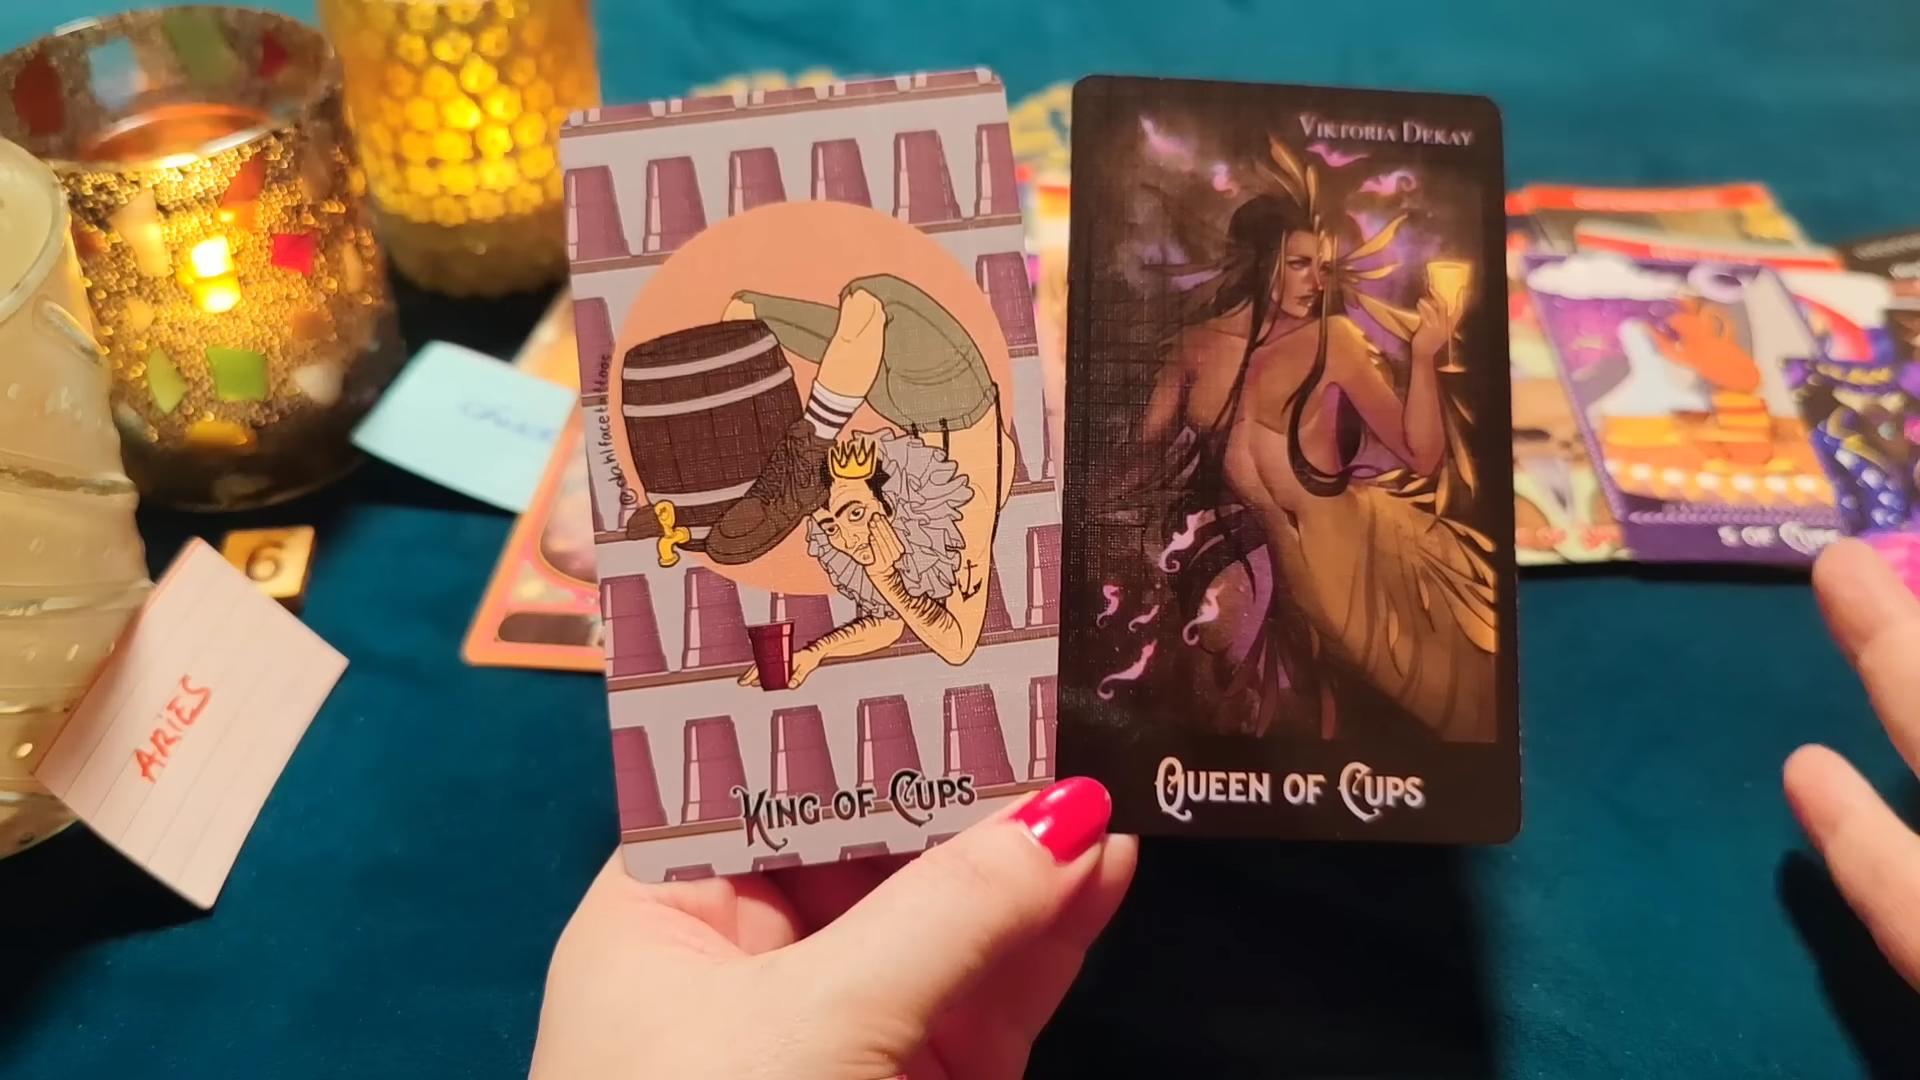 VIKTORIA DEKAY
@dahlfacetattoos
6
ARIES
5 OF CUPS
KING OF CUPS
QUEEN OF CUPS